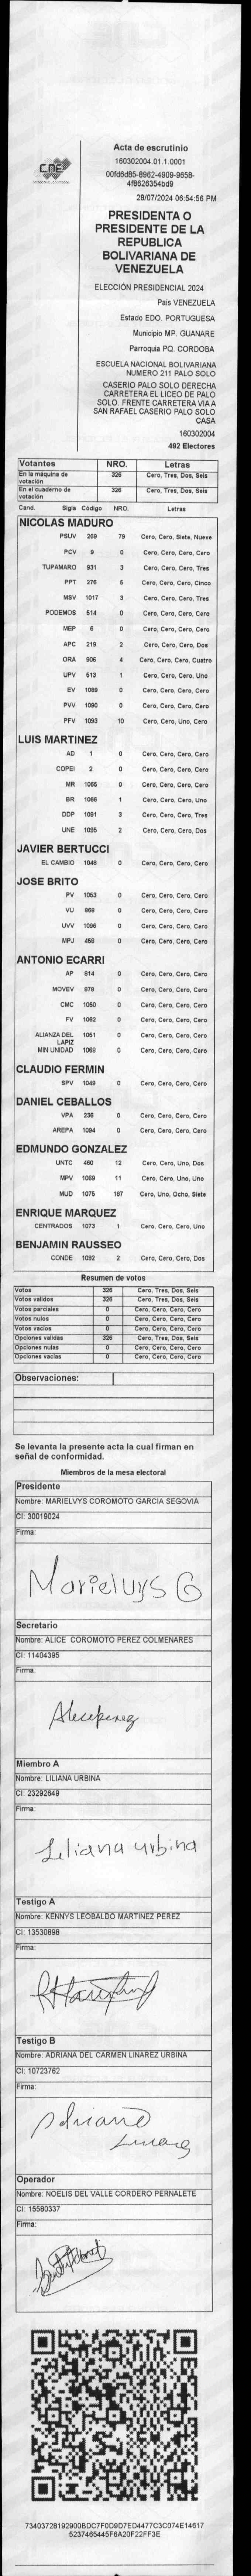 CNE
Acta de escrutinio
160302004.01.1.0001
00fd6d85-8962-4909-9658-
4f8626354bd9
28/07/2024 06:54:56 PM
PRESIDENTA O
PRESIDENTE DE LA
REPUBLICA
BOLIVARIANA DE
VENEZUELA
ELECCIÓN PRESIDENCIAL 2024
Pais VENEZUELA
Estado EDO. PORTUGUESA
Municipio MP. GUANARE
Parroquia PQ. CORDOBA
ESCUELA NACIONAL BOLIVARIANA
NUMERO 211 PALO SOLO
CASERIO PALO SOLO DERECHA
CARRETERA EL LICEO DE PALO
SOLO. FRENTE CARRETERA VIA A
SAN RAFAEL CASERIO PALO SOLO
CASA
160302004
492 Electores
Votantes NRO. Letras
En la máquina de votación 326 Cero, Tres, Dos, Seis
En el cuaderno de votación 326 Cero, Tres, Dos, Seis
Cand. Sigla Código NRO. Letras
NICOLAS MADURO
PSUV 269 79 Cero, Cero, Siete, Nueve
PCV 9 0 Cero, Cero, Cero, Cero
TUPAMARO 931 3 Cero, Cero, Cero, Tres
PPT 276 5 Cero, Cero, Cero, Cinco
MSV 1017 3 Cero, Cero, Cero, Tres
PODEMOS 514 0 Cero, Cero, Cero, Cero
MEP 6 0 Cero, Cero, Cero, Cero
APC 219 2 Cero, Cero, Cero, Dos
ORA 906 4 Cero, Cero, Cero, Cuatro
UPV 513 1 Cero, Cero, Cero, Uno
EV 1089 0 Cero, Cero, Cero, Cero
PVV 1090 0 Cero, Cero, Cero, Cero
PFV 1093 10 Cero, Cero, Uno, Cero
LUIS MARTINEZ
AD 1 0 Cero, Cero, Cero, Cero
COPEI 2 0 Cero, Cero, Cero, Cero
MR 1065 0 Cero, Cero, Cero, Cero
BR 1066 1 Cero, Cero, Cero, Uno
DDP 1091 3 Cero, Cero, Cero, Tres
UNE 1095 2 Cero, Cero, Cero, Dos
JAVIER BERTUCCI
EL CAMBIO 1048 0 Cero, Cero, Cero, Cero
JOSE BRITO
PV 1053 0 Cero, Cero, Cero, Cero
VU 869 0 Cero, Cero, Cero, Cero
UVV 1096 0 Cero, Cero, Cero, Cero
MPJ 459 0 Cero, Cero, Cero, Cero
ANTONIO ECARRI
AP 814 0 Cero, Cero, Cero, Cero
MOVEV 879 0 Cero, Cero, Cero, Cero
CMC 1050 0 Cero, Cero, Cero, Cero
FV 1062 0 Cero, Cero, Cero, Cero
ALIANZA DEL LAPIZ 1051 0 Cero, Cero, Cero, Cero
MIN UNIDAD 1069 0 Cero, Cero, Cero, Cero
CLAUDIO FERMIN
SPV 1049 0 Cero, Cero, Cero, Cero
DANIEL CEBALLOS
VPA 236 0 Cero, Cero, Cero, Cero
AREPA 1094 0 Cero, Cero, Cero, Cero
EDMUNDO GONZALEZ
UNTC 460 12 Cero, Cero, Uno, Dos
MPV 1069 11 Cero, Cero, Uno, Uno
MUD 1075 187 Cero, Uno, Ocho, Siete
ENRIQUE MARQUEZ
CENTRADOS 1073 1 Cero, Cero, Cero, Uno
BENJAMIN RAUSSEO
CONDE 1092 2 Cero, Cero, Cero, Dos
Resumen de votos
Votos 326 Cero, Tres, Dos, Seis
Votos validos 326 Cero, Tres, Dos, Seis
Votos parciales 0 Cero, Cero, Cero, Cero
Votos nulos 0 Cero, Cero, Cero, Cero
Votos vacios 0 Cero, Cero, Cero, Cero
Opciones validas 326 Cero, Tres, Dos, Seis
Opciones nulas 0 Cero, Cero, Cero, Cero
Opciones vacias 0 Cero, Cero, Cero, Cero
Observaciones:
Se levanta la presente acta la cual firman en
señal de conformidad.
Miembros de la mesa electoral
Presidente
Nombre: MARIELVYS COROMOTO GARCIA SEGOVIA
CI: 30019024
Firma:
Marielvys G
Secretario
Nombre: ALICE COROMOTO PEREZ COLMENARES
CI: 11404395
Firma:
Alice perez
Miembro A
Nombre: LILIANA URBINA
CI: 23292649
Firma:
Liliana urbina
Testigo A
Nombre: KENNYS LEOBALDO MARTINEZ PEREZ
CI: 13530898
Firma:
Testigo B
Nombre: ADRIANA DEL CARMEN LINAREZ URBINA
CI: 10723762
Firma:
Adriana
Linarez
Operador
Nombre: NOELIS DEL VALLE CORDERO PERNALETE
CI: 15580337
Firma:
73403728192900BDC7F0D9D7ED4477C3C074E14617
5237465445F6A20F22FF3E